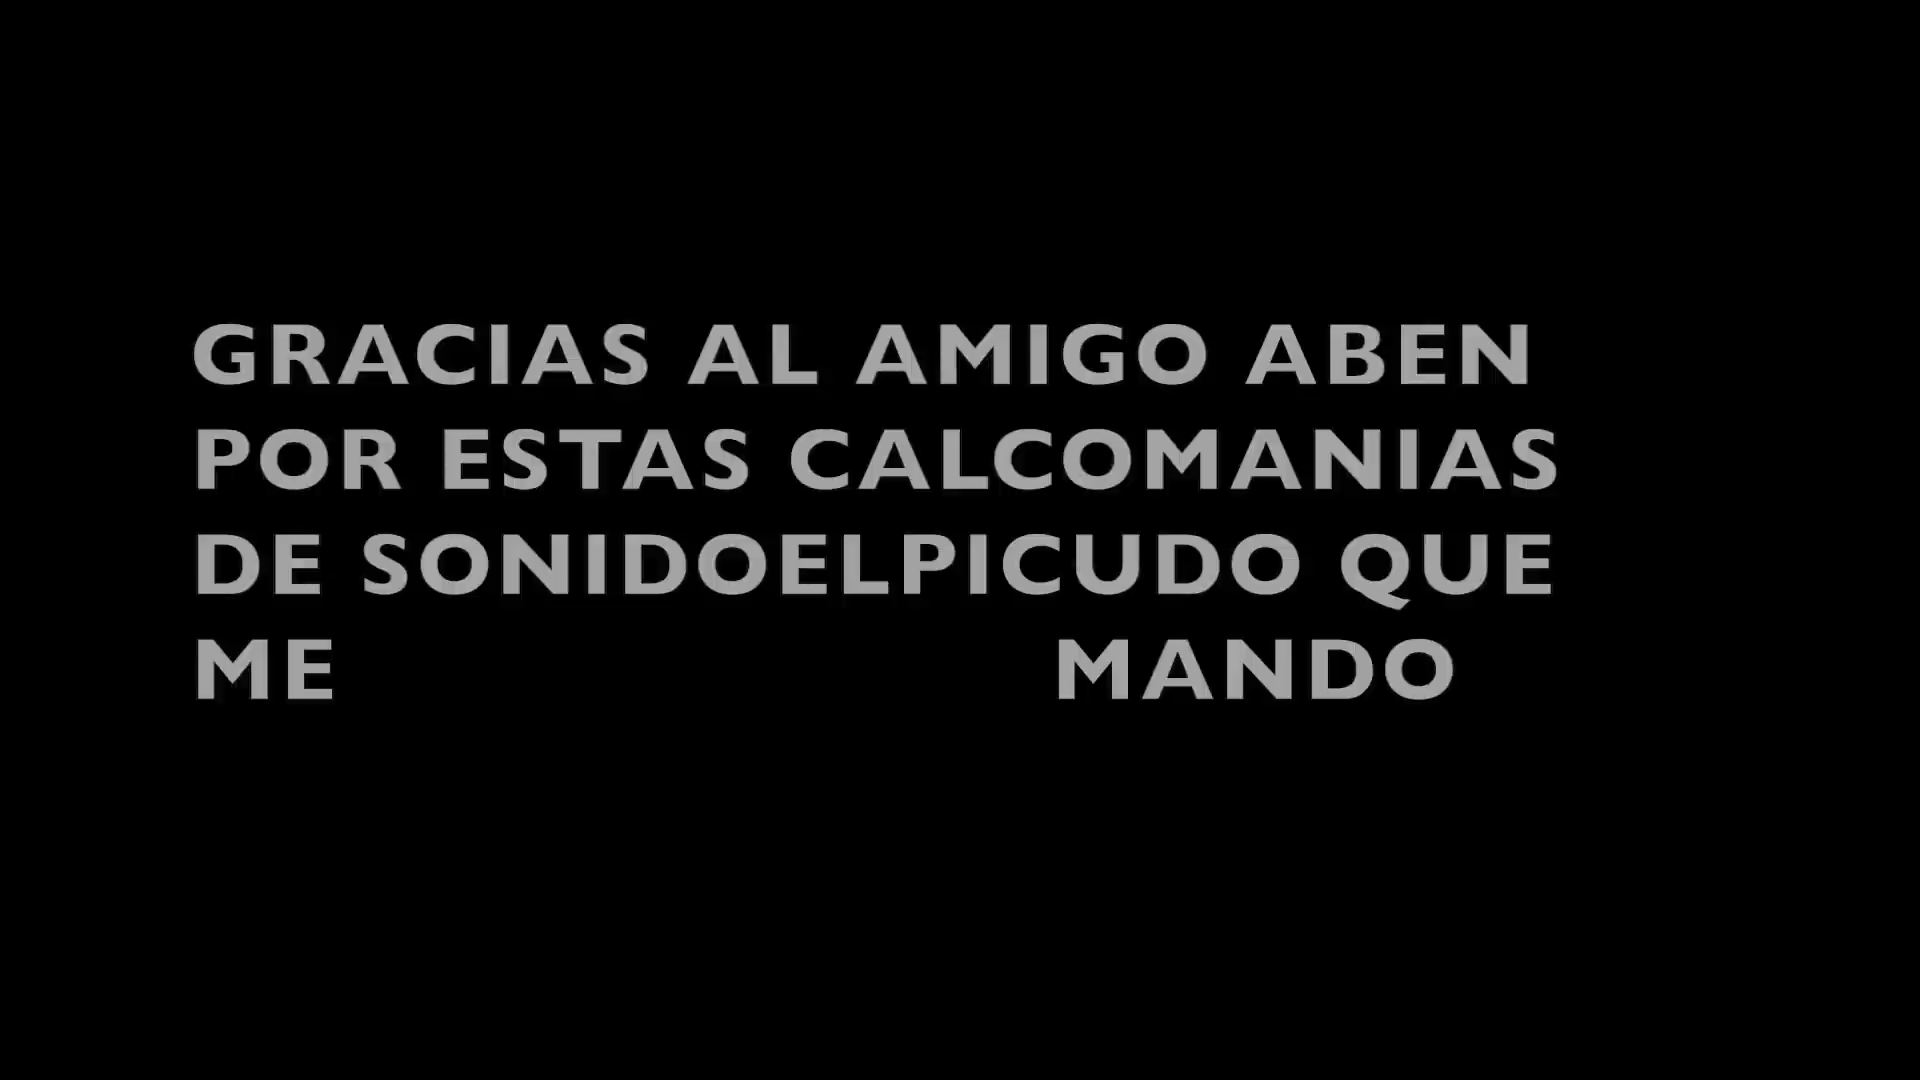 GRACIAS AL AMIGO ABEN
POR ESTAS CALCOMANIAS
DE SONIDOELPICUDO QUE
ME MANDO